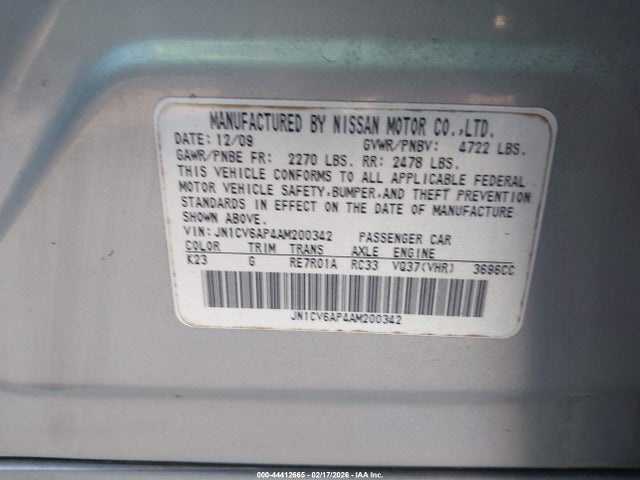 MANUFACTURED BY NISSAN MOTOR CO.,LTD.
DATE: 12/09 GVWR/PNBV: 4722 LBS.
GAWR/PNBE FR: 2270 LBS. RR: 2478 LBS.
THIS VEHICLE CONFORMS TO ALL APPLICABLE FEDERAL
MOTOR VEHICLE SAFETY,BUMPER,AND THEFT PREVENTION
STANDARDS IN EFFECT ON THE DATE OF MANUFACTURE
SHOWN ABOVE.
VIN: JN1CV6AP4AM200342 PASSENGER CAR
COLOR TRIM TRANS AXLE ENGINE
K23 G RE7R01A RC33 VQ37(VHR) 3696CC
JN1CV6AP4AM200342
000-44412665 - 02/17/2026 - IAA Inc.